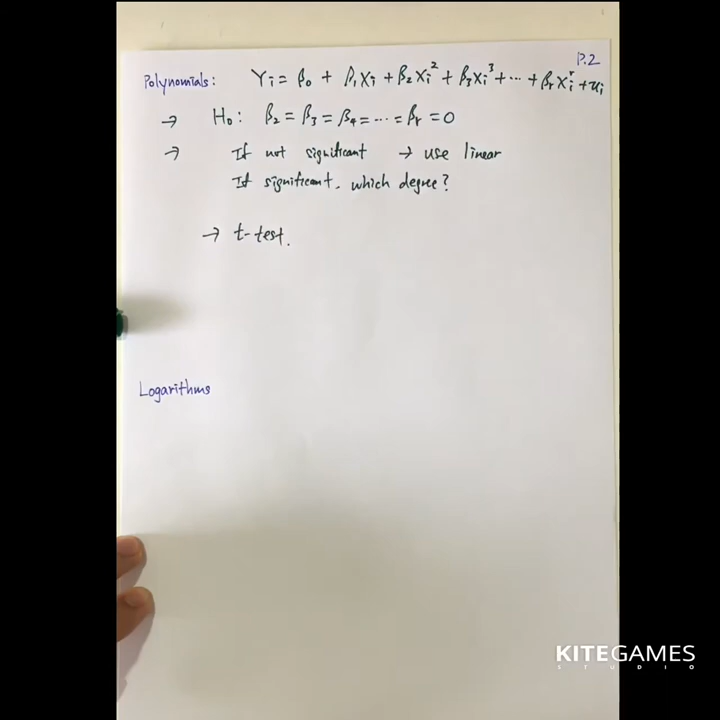 P.2
Polynomials: Yi = β₀ + β₁Xi + β₂Xi² + β₃Xi³ + ... + βᵣXiʳ + ui
→ H₀: β₂ = β₃ = β₄ = ... = βᵣ = 0
→ If not significant → use linear
If significant, which degree?
→ t-test.
Logarithms
KITEGAMES
STUDIO